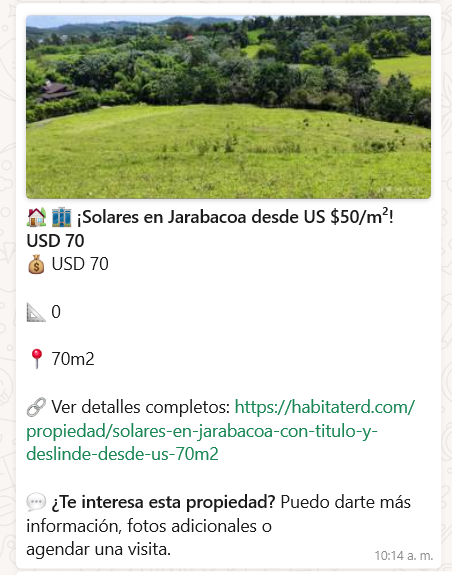 🏡 🏘️ ¡Solares en Jarabacoa desde US $50/m²!
USD 70
💰 USD 70
📐 0
📍 70m2
🔗 Ver detalles completos: https://habitaterd.com/
propiedad/solares-en-jarabacoa-con-titulo-y-
deslinde-desde-us-70m2
💬 ¿Te interesa esta propiedad? Puedo darte más
información, fotos adicionales o
agendar una visita.
10:14 a. m.